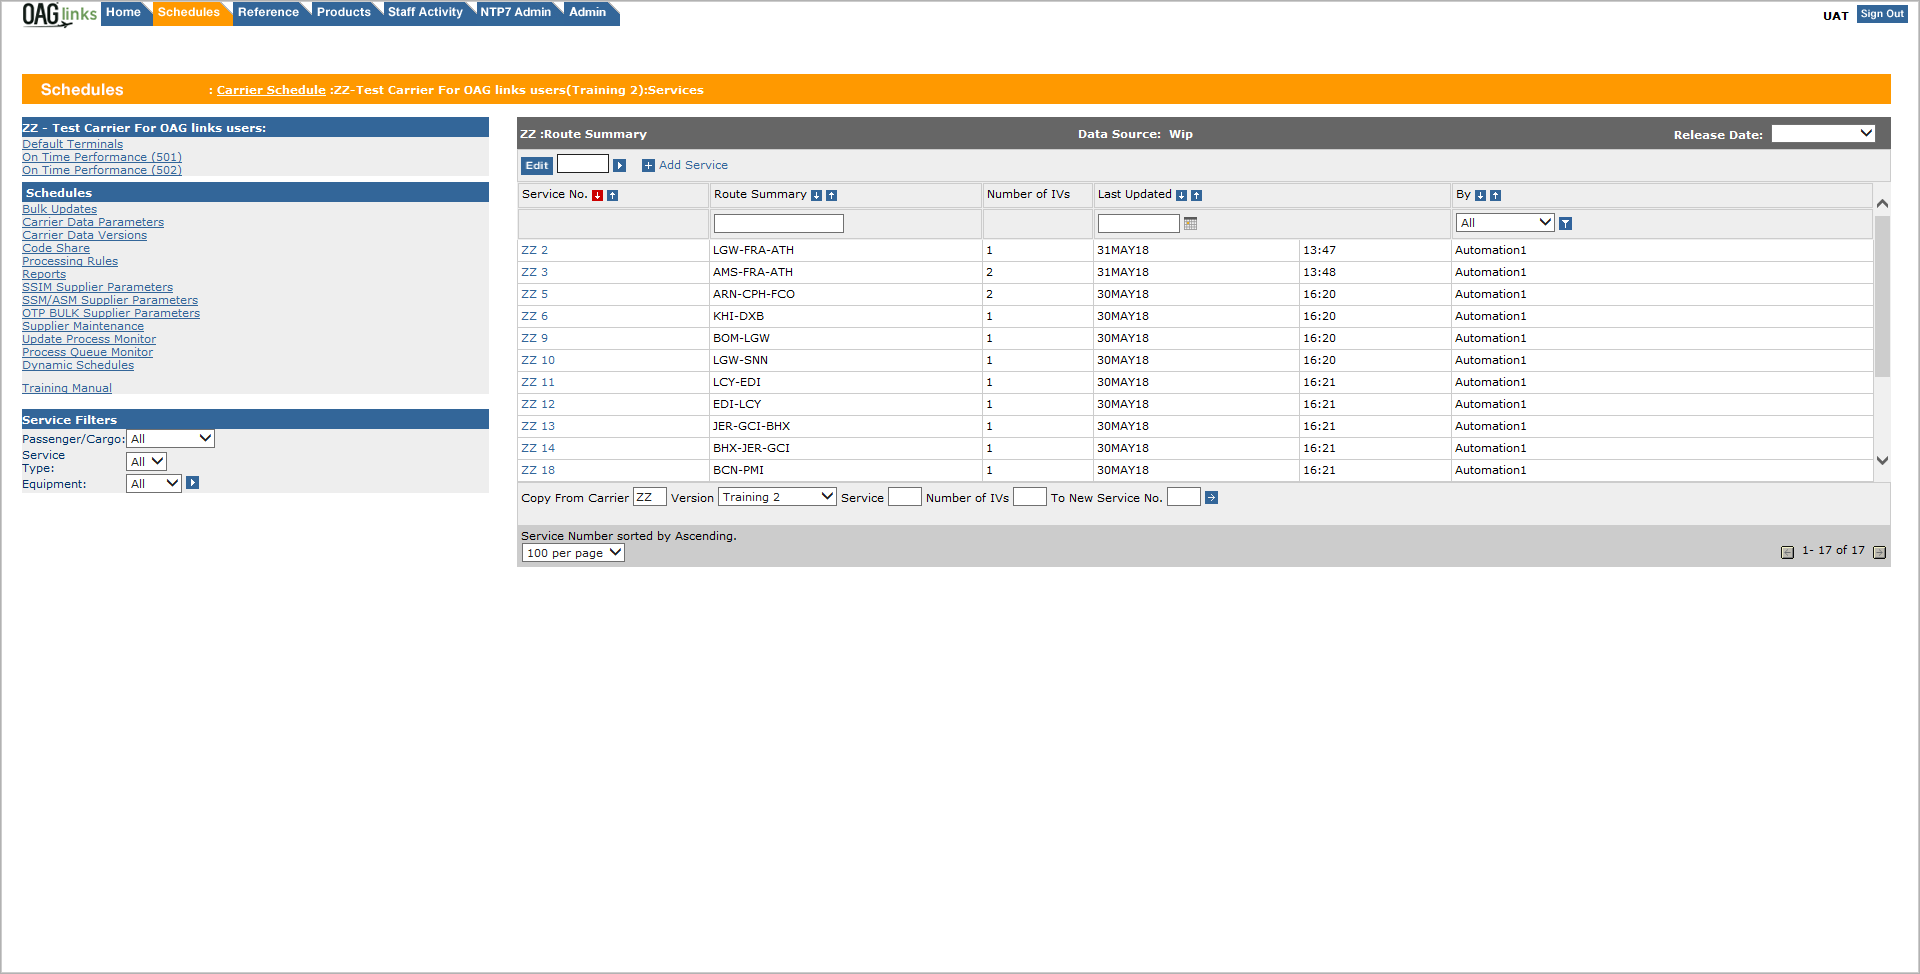 OAG links Home Schedules Reference Products Staff Activity NTP7 Admin Admin UAT Sign Out
Schedules : Carrier Schedule :ZZ-Test Carrier For OAG links users(Training 2):Services
ZZ - Test Carrier For OAG links users:
Default Terminals
On Time Performance (501)
On Time Performance (502)
Schedules
Bulk Updates
Carrier Data Parameters
Carrier Data Versions
Code Share
Processing Rules
Reports
SSIM Supplier Parameters
SSM/ASM Supplier Parameters
OTP BULK Supplier Parameters
Supplier Maintenance
Update Process Monitor
Process Queue Monitor
Dynamic Schedules
Training Manual
Service Filters
Passenger/Cargo: All
Service Type: All
Equipment: All
ZZ :Route Summary Data Source: Wip Release Date:
Edit Add Service
Service No. Route Summary Number of IVs Last Updated By
All
ZZ 2 LGW-FRA-ATH 1 31MAY18 13:47 Automation1
ZZ 3 AMS-FRA-ATH 2 31MAY18 13:48 Automation1
ZZ 5 ARN-CPH-FCO 2 30MAY18 16:20 Automation1
ZZ 6 KHI-DXB 1 30MAY18 16:20 Automation1
ZZ 9 BOM-LGW 1 30MAY18 16:20 Automation1
ZZ 10 LGW-SNN 1 30MAY18 16:20 Automation1
ZZ 11 LCY-EDI 1 30MAY18 16:21 Automation1
ZZ 12 EDI-LCY 1 30MAY18 16:21 Automation1
ZZ 13 JER-GCI-BHX 1 30MAY18 16:21 Automation1
ZZ 14 BHX-JER-GCI 1 30MAY18 16:21 Automation1
ZZ 18 BCN-PMI 1 30MAY18 16:21 Automation1
Copy From Carrier ZZ Version Training 2 Service Number of IVs To New Service No.
Service Number sorted by Ascending.
100 per page 1- 17 of 17